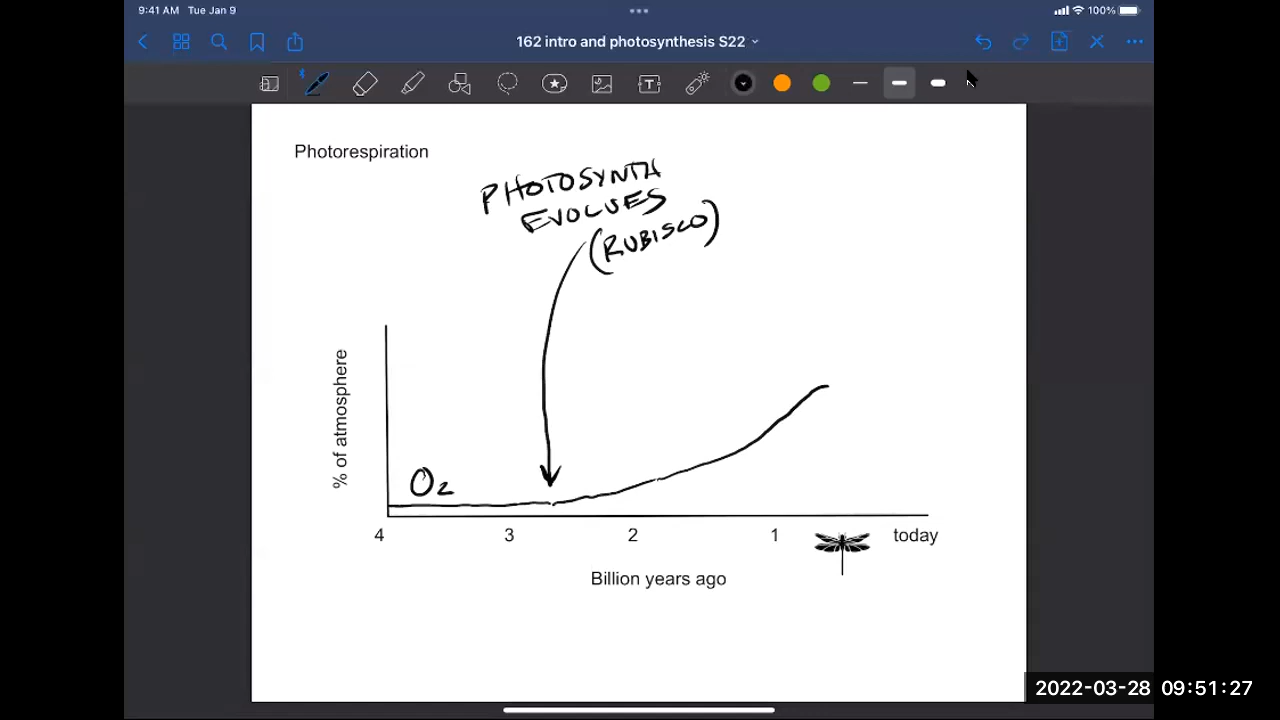 9:41 AM Tue Jan 9
100%
162 intro and photosynthesis S22
T
Photorespiration
PHOTOSYNTH
EVOLVES
(RUBISCO)
% of atmosphere
O2
4 3 2 1 today
Billion years ago
2022-03-28 09:51:27